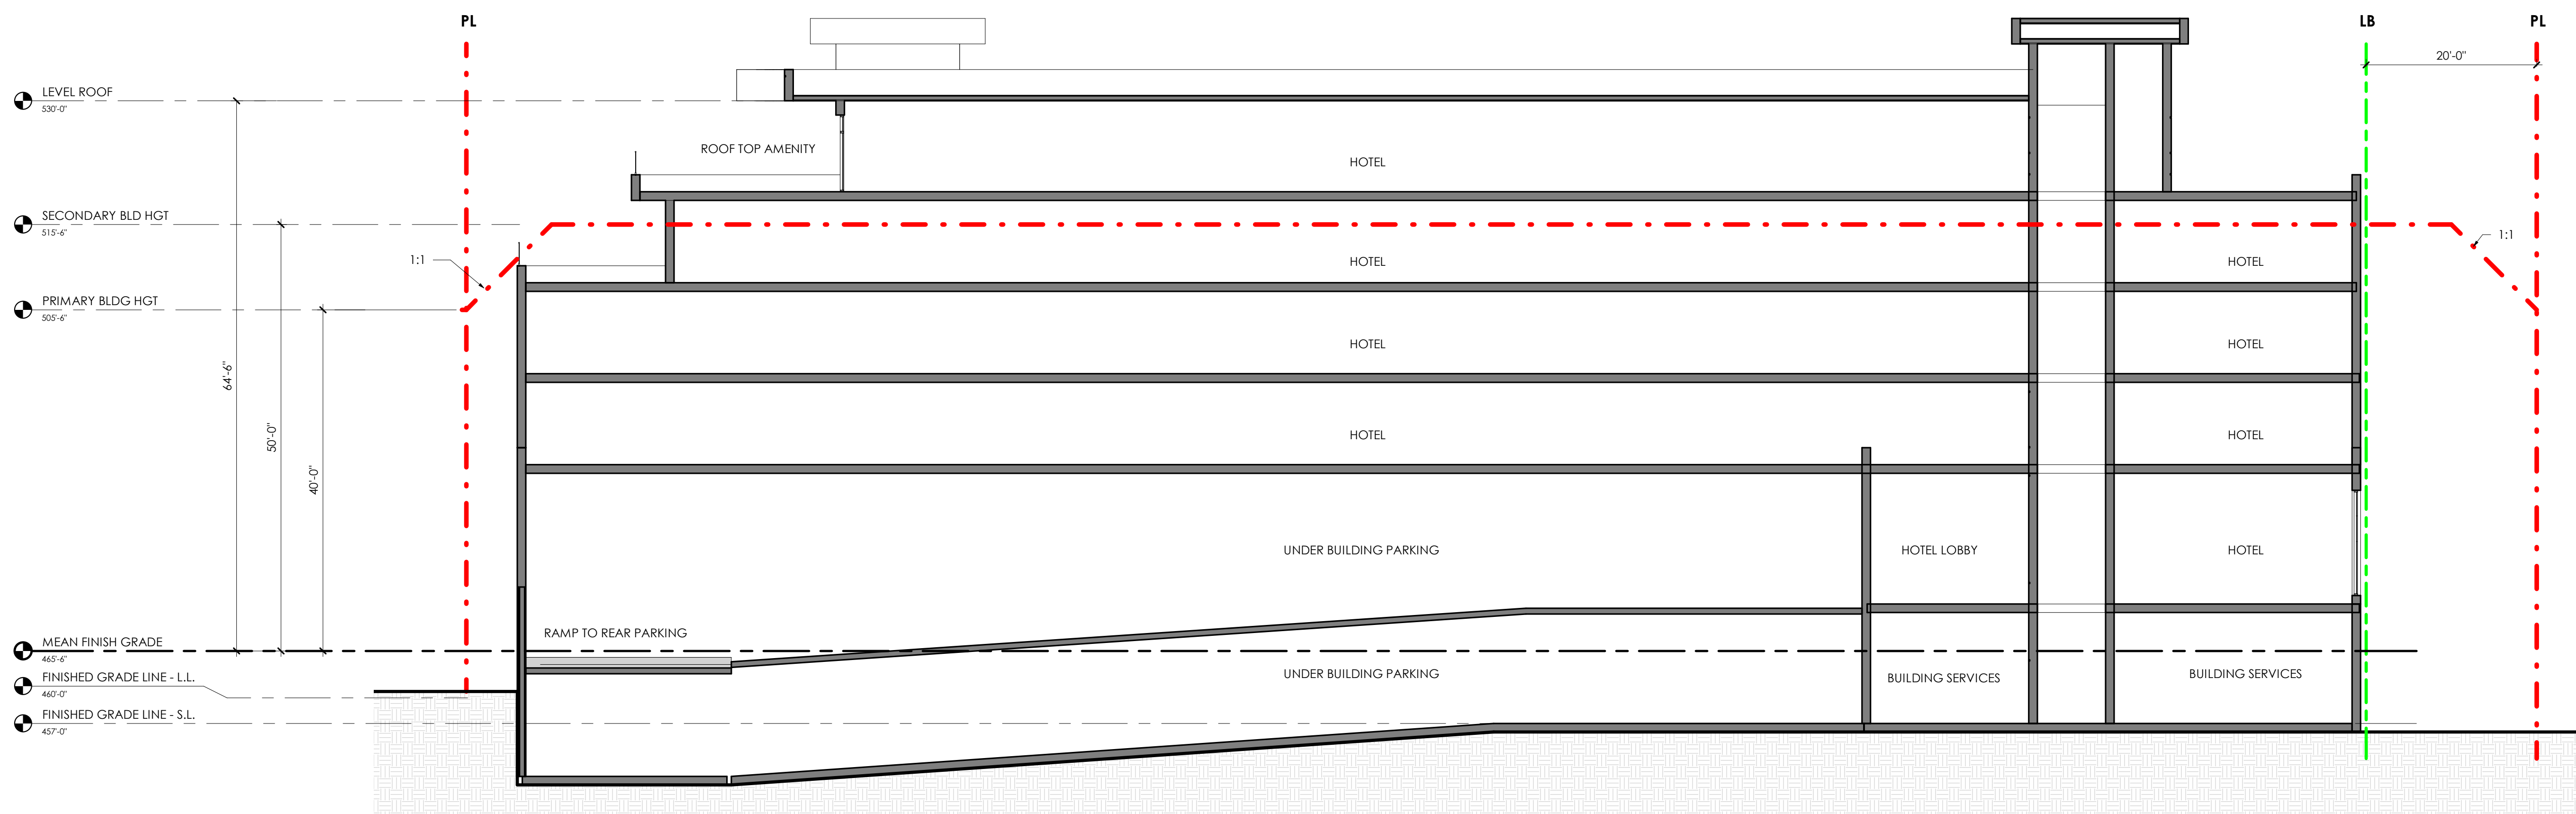 PL
LB
PL
20'-0"
LEVEL ROOF
530'-0"
ROOF TOP AMENITY
HOTEL
SECONDARY BLD HGT
515'-6"
1:1
1:1
HOTEL
HOTEL
PRIMARY BLDG HGT
505'-6"
HOTEL
HOTEL
64'-6"
50'-0"
40'-0"
HOTEL
HOTEL
UNDER BUILDING PARKING
HOTEL LOBBY
HOTEL
RAMP TO REAR PARKING
MEAN FINISH GRADE
465'-6"
UNDER BUILDING PARKING
BUILDING SERVICES
BUILDING SERVICES
FINISHED GRADE LINE - L.L.
460'-0"
FINISHED GRADE LINE - S.L.
457'-0"